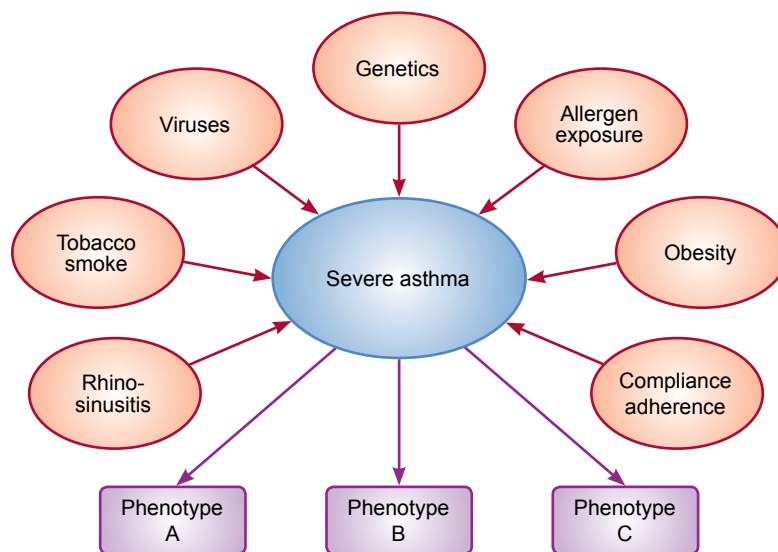 Genetics
Viruses
Allergen
exposure
Tobacco
smoke
Severe asthma
Obesity
Rhino-
sinusitis
Compliance
adherence
Phenotype
A
Phenotype
B
Phenotype
C